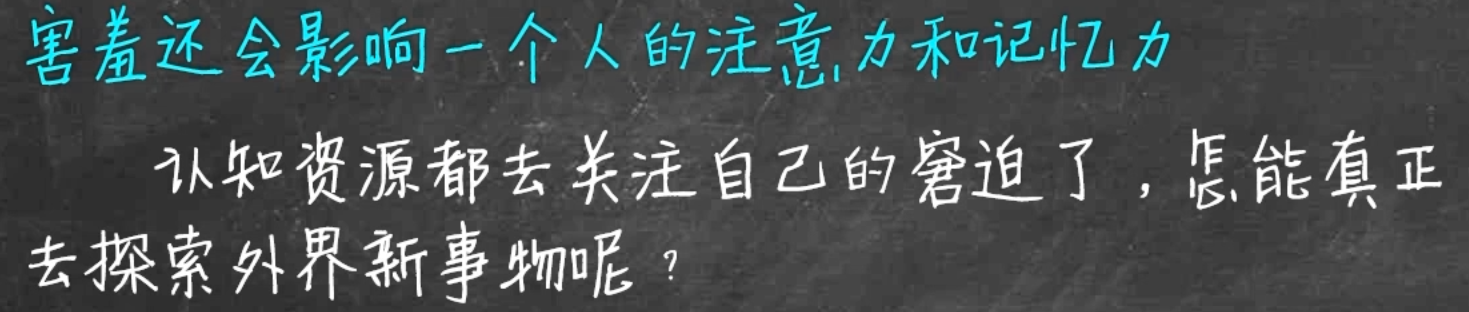 害羞还会影响一个人的注意力和记忆力
认知资源都去关注自己的窘迫了，怎能真正
去探索外界新事物呢？